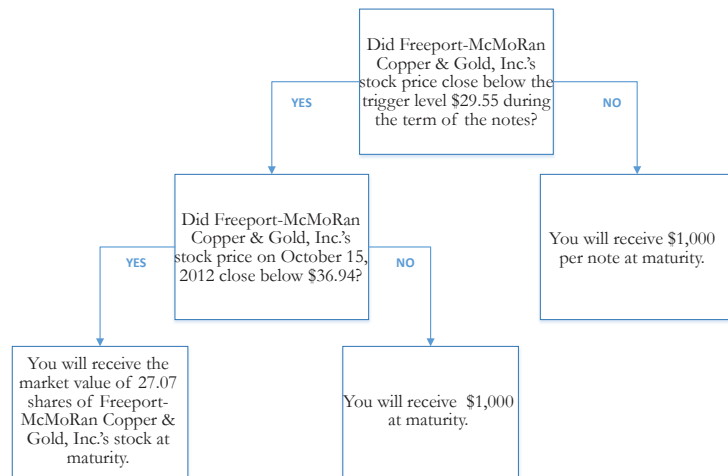 Did Freeport-McMoRan
Copper & Gold, Inc.'s
stock price close below the
trigger level $29.55 during
the term of the notes?
YES
NO
Did Freeport-McMoRan
Copper & Gold, Inc.'s
stock price on October 15,
2012 close below $36.94?
You will receive $1,000
per note at maturity.
YES
NO
You will receive the
market value of 27.07
shares of Freeport-
McMoRan Copper &
Gold, Inc.'s stock at
maturity.
You will receive $1,000
at maturity.